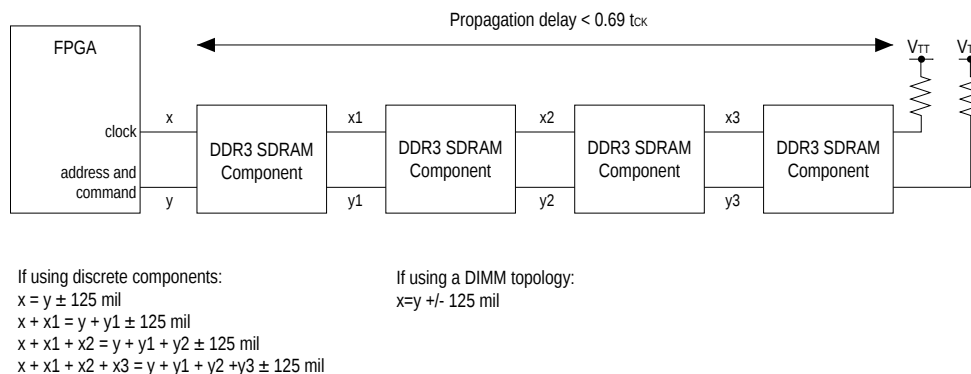 Propagation delay < 0.69 tCK
FPGA
VTT
x
x1
x2
x3
clock
address and
command
DDR3 SDRAM
Component
DDR3 SDRAM
Component
DDR3 SDRAM
Component
DDR3 SDRAM
Component
y
y1
y2
y3
If using discrete components:
x = y ± 125 mil
x + x1 = y + y1 ± 125 mil
x + x1 + x2 = y + y1 + y2 ± 125 mil
x + x1 + x2 + x3 = y + y1 + y2 +y3 ± 125 mil
If using a DIMM topology:
x=y +/- 125 mil